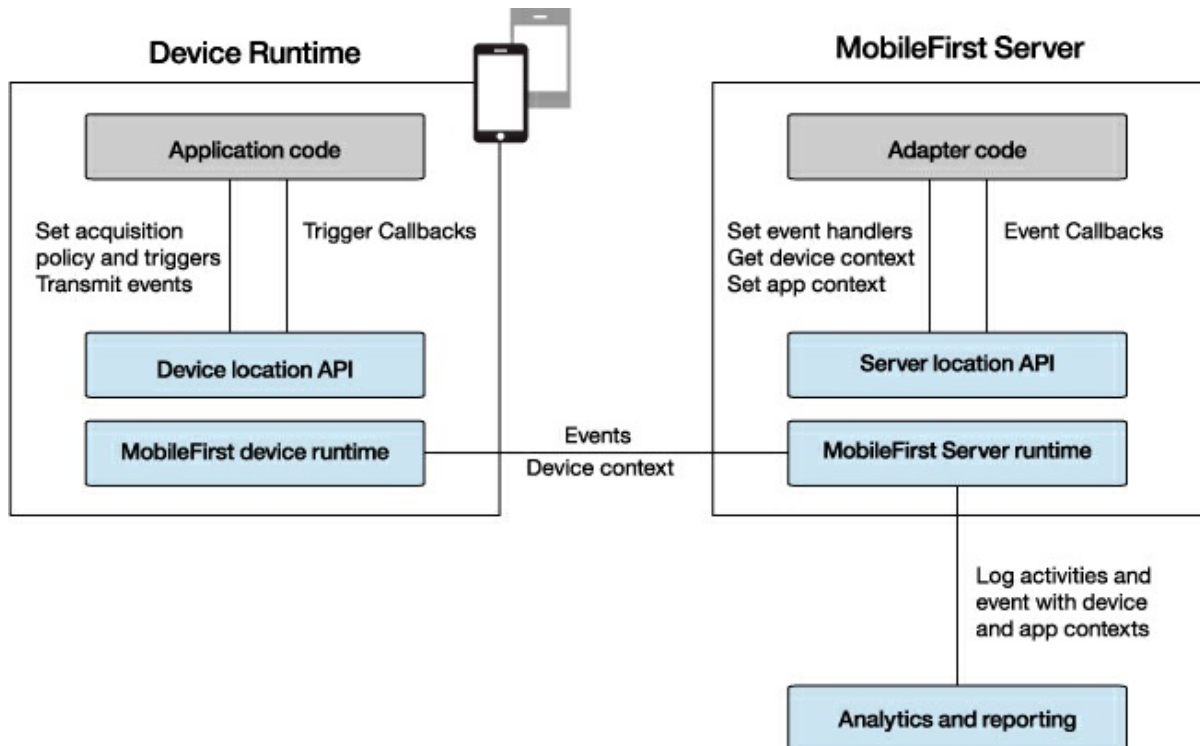 Device Runtime
MobileFirst Server
Application code
Set acquisition
policy and triggers
Transmit events
Trigger Callbacks
Device location API
MobileFirst device runtime
Events
Device context
Adapter code
Set event handlers
Get device context
Set app context
Event Callbacks
Server location API
MobileFirst Server runtime
Log activities and
event with device
and app contexts
Analytics and reporting